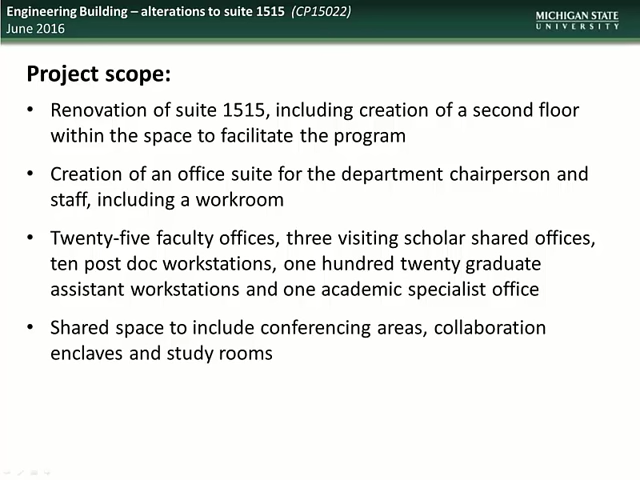 Engineering Building – alterations to suite 1515 (CP15022)
June 2016
MICHIGAN STATE
UNIVERSITY
Project scope:
• Renovation of suite 1515, including creation of a second floor
within the space to facilitate the program
• Creation of an office suite for the department chairperson and
staff, including a workroom
• Twenty-five faculty offices, three visiting scholar shared offices,
ten post doc workstations, one hundred twenty graduate
assistant workstations and one academic specialist office
• Shared space to include conferencing areas, collaboration
enclaves and study rooms